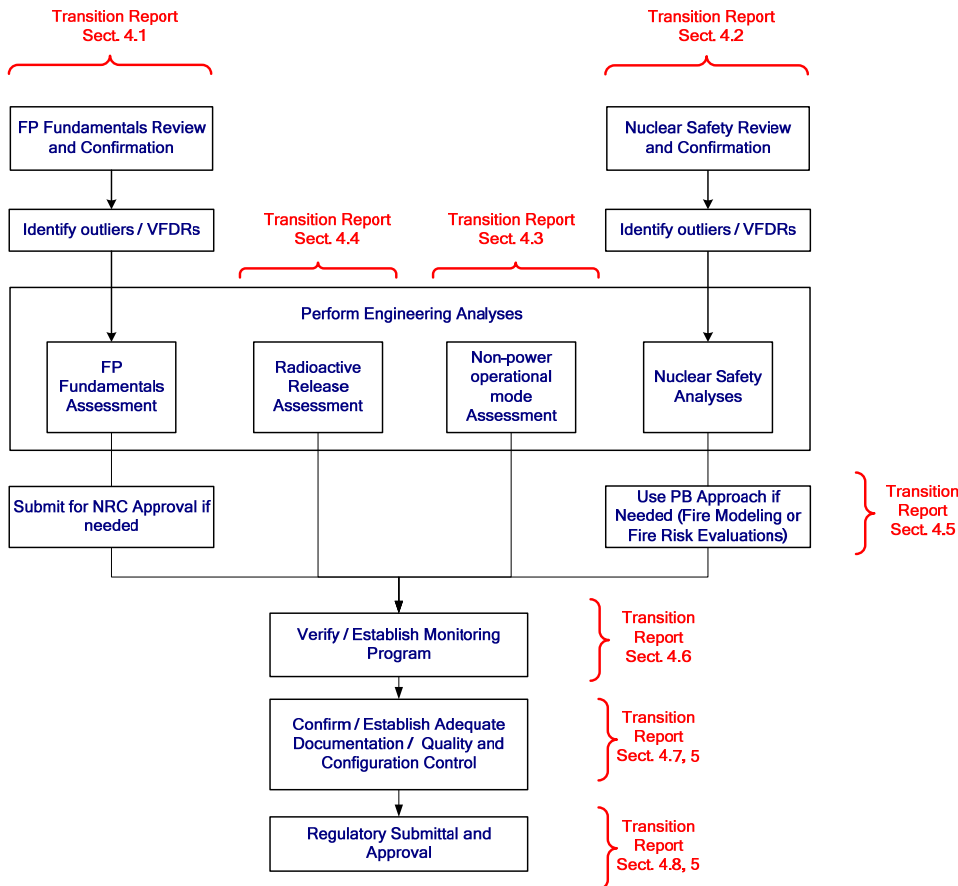 Transition Report
Sect. 4.1
Transition Report
Sect. 4.2
FP Fundamentals Review
and Confirmation
Nuclear Safety Review
and Confirmation
Identify outliers / VFDRs
Transition Report
Sect. 4.4
Transition Report
Sect. 4.3
Identify outliers / VFDRs
Perform Engineering Analyses
FP
Fundamentals
Assessment
Radioactive
Release
Assessment
Non-power
operational
mode
Assessment
Nuclear Safety
Analyses
Submit for NRC Approval if
needed
Use PB Approach if
Needed (Fire Modeling or
Fire Risk Evaluations)
Transition
Report
Sect. 4.5
Verify / Establish Monitoring
Program
Transition
Report
Sect. 4.6
Confirm / Establish Adequate
Documentation / Quality and
Configuration Control
Transition
Report
Sect. 4.7, 5
Regulatory Submittal and
Approval
Transition
Report
Sect. 4.8, 5